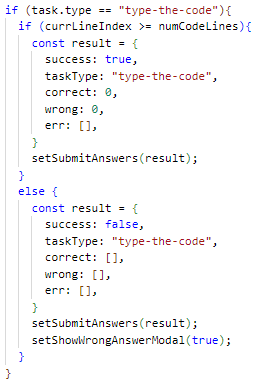 if (task.type == "type-the-code"){
  if (currLineIndex >= numCodeLines){
    const result = {
      success: true,
      taskType: "type-the-code",
      correct: 0,
      wrong: 0,
      err: [],
    }
    setSubmitAnswers(result);
  }
  else {
    const result = {
      success: false,
      taskType: "type-the-code",
      correct: [],
      wrong: [],
      err: [],
    }
    setSubmitAnswers(result);
    setShowWrongAnswerModal(true);
  }
}